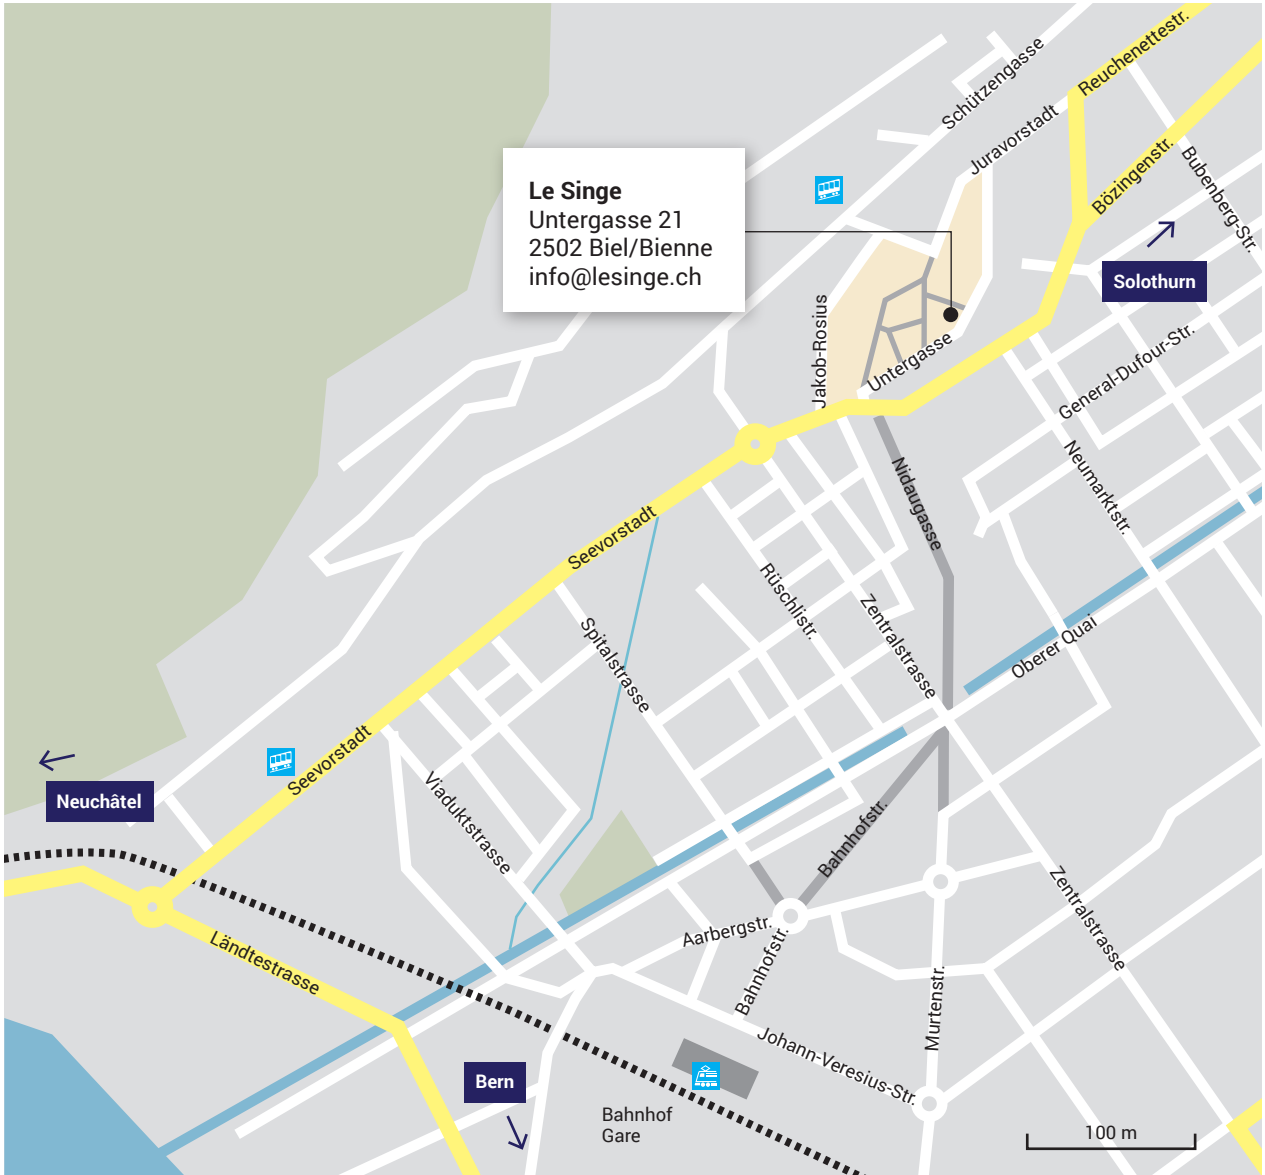 Reuchenettestr.
Schützengasse
Juravorstadt
Bözingenstr.
Bubenberg-Str.
Le Singe
Untergasse 21
2502 Biel/Bienne
info@lesinge.ch
Solothurn
Jakob-Rosius
Untergasse
General-Dufour-Str.
Neumarktstr.
Nidaugasse
Seevorstadt
Rüschlistr.
Zentralstrasse
Spitalstrasse
Oberer Quai
Seevorstadt
Neuchâtel
Viaduktstrasse
Bahnhofstr.
Zentralstrasse
Aarbergstr.
Bahnhofstr.
Ländtestrasse
Murtenstr.
Johann-Veresius-Str.
Bern
Bahnhof
Gare
100 m